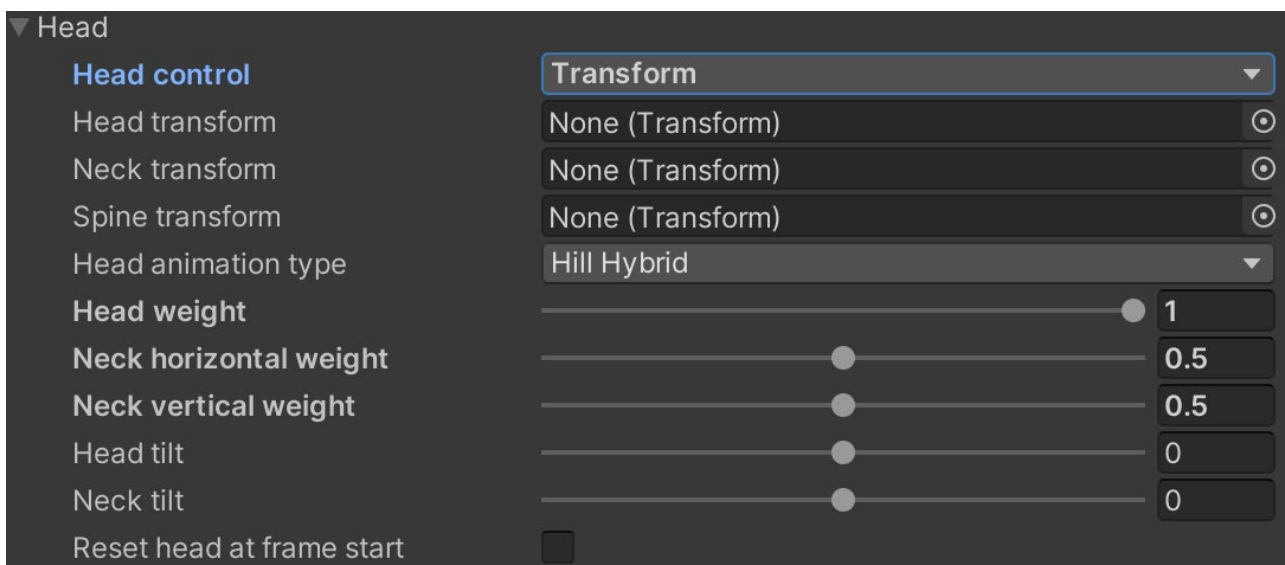 Head
Head control Transform
Head transform None (Transform)
Neck transform None (Transform)
Spine transform None (Transform)
Head animation type Hill Hybrid
Head weight 1
Neck horizontal weight 0.5
Neck vertical weight 0.5
Head tilt 0
Neck tilt 0
Reset head at frame start